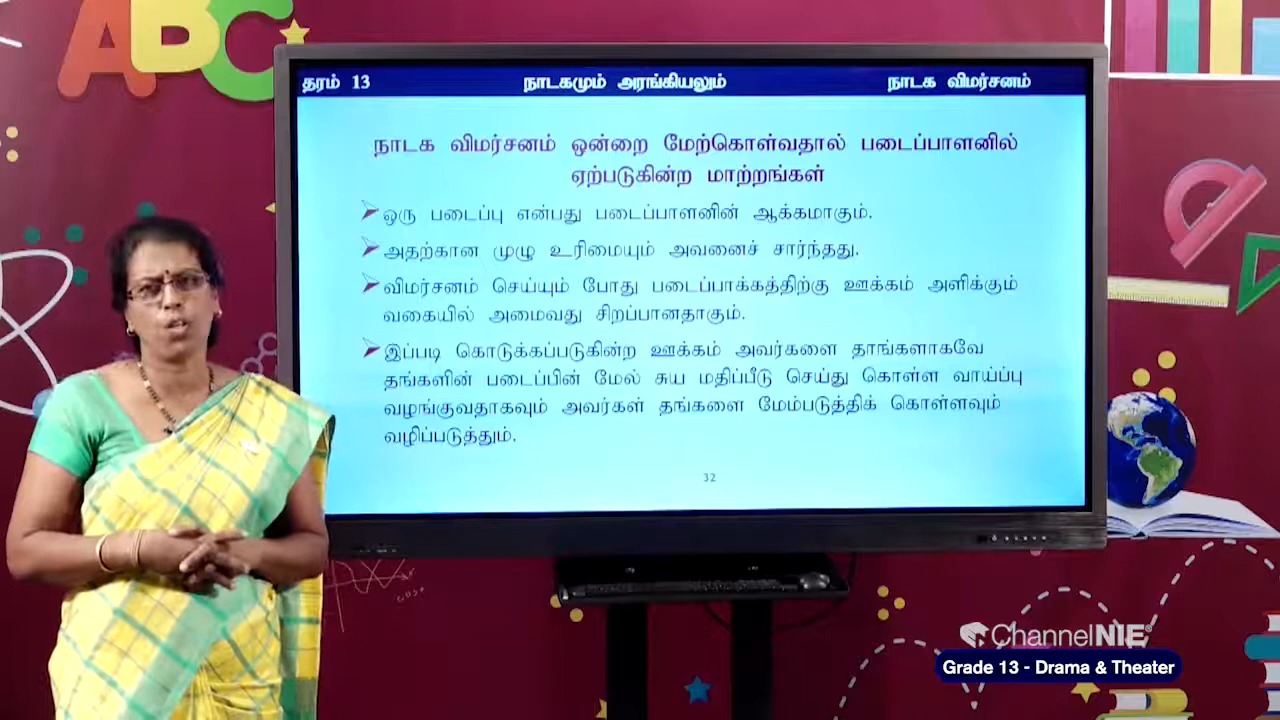 ABC
தரம் 13 நாடகமும் அரங்கியலும் நாடக விமர்சனம்
நாடக விமர்சனம் ஒன்றை மேற்கொள்வதால் படைப்பாளனில்
ஏற்படுகின்ற மாற்றங்கள்
ஒரு படைப்பு என்பது படைப்பாளனின் ஆக்கமாகும்.
அதற்கான முழு உரிமையும் அவனைச் சார்ந்தது.
விமர்சனம் செய்யும் போது படைப்பாக்கத்திற்கு ஊக்கம் அளிக்கும்
வகையில் அமைவது சிறப்பானதாகும்.
இப்படி கொடுக்கப்படுகின்ற ஊக்கம் அவர்களை தாங்களாகவே
தங்களின் படைப்பின் மேல் சுய மதிப்பீடு செய்து கொள்ள வாய்ப்பு
வழங்குவதாகவும் அவர்கள் தங்களை மேம்படுத்திக் கொள்ளவும்
வழிப்படுத்தும்.
32
ChannelNIE
Grade 13 - Drama & Theater